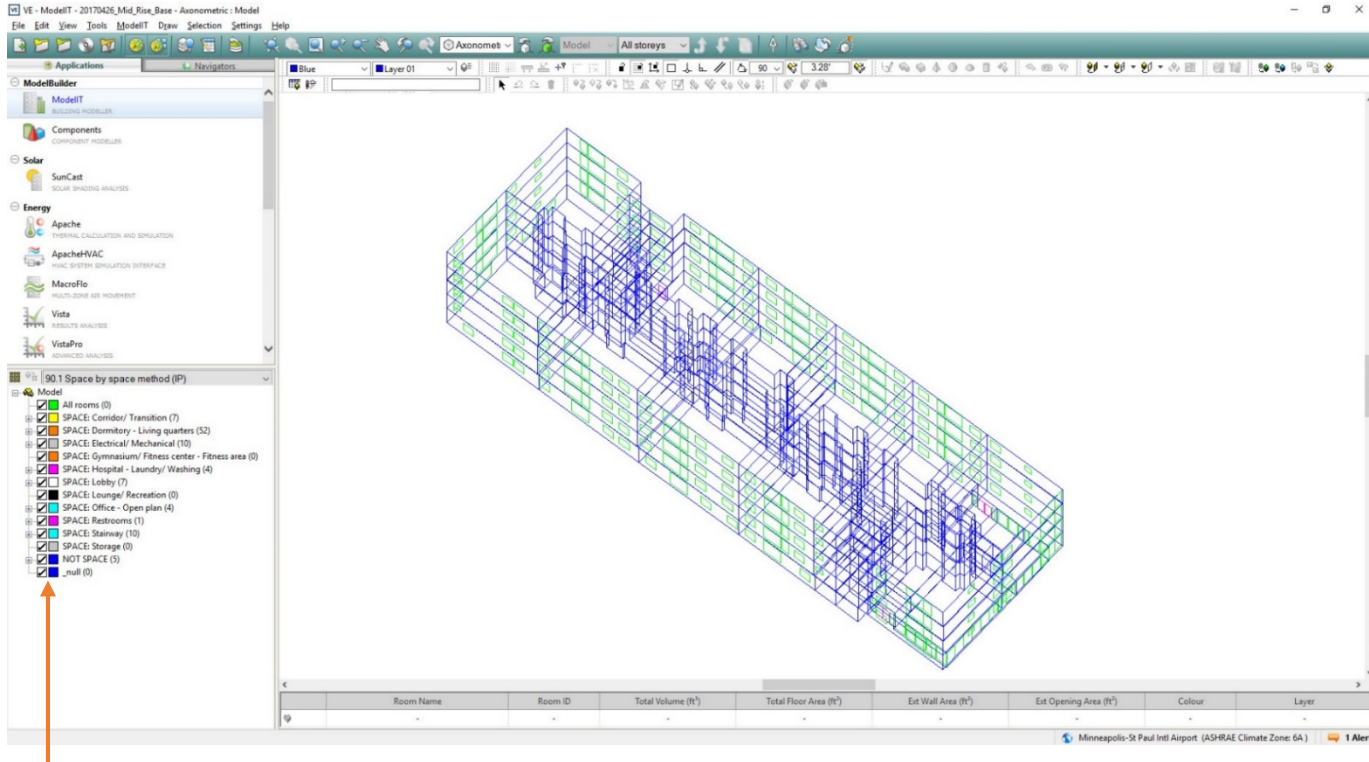 VE - ModelIT - 20170426_Mid_Rise_Base - Axonometric : Model
File Edit View Tools ModelIT Draw Selection Settings Help
Axonomet Model All storeys
Applications Navigators
Blue Layer 01 90 3.28'
ModelBuilder
ModelIT
BUILDING MODELLER
Components
COMPONENT MODELLER
Solar
SunCast
SOLAR SHADING ANALYSIS
Energy
Apache
THERMAL CALCULATION AND SIMULATION
ApacheHVAC
HVAC SYSTEM SIMULATION INTERFACE
MacroFlo
MULTI-ZONE AIR MOVEMENT
Vista
RESULTS ANALYSIS
VistaPro
ADVANCED ANALYSIS
90.1 Space by space method (IP)
Model
All rooms (0)
SPACE: Corridor/ Transition (7)
SPACE: Dormitory - Living quarters (52)
SPACE: Electrical/ Mechanical (10)
SPACE: Gymnasium/ Fitness center - Fitness area (0)
SPACE: Hospital - Laundry/ Washing (4)
SPACE: Lobby (7)
SPACE: Lounge/ Recreation (0)
SPACE: Office - Open plan (4)
SPACE: Restrooms (1)
SPACE: Stairway (10)
SPACE: Storage (0)
NOT SPACE (5)
_null (0)
Room Name Room ID Total Volume (ft³) Total Floor Area (ft²) Ext Wall Area (ft²) Ext Opening Area (ft²) Colour Layer
- - - - - - - -
Minneapolis-St Paul Intl Airport (ASHRAE Climate Zone: 6A ) 1 Aler